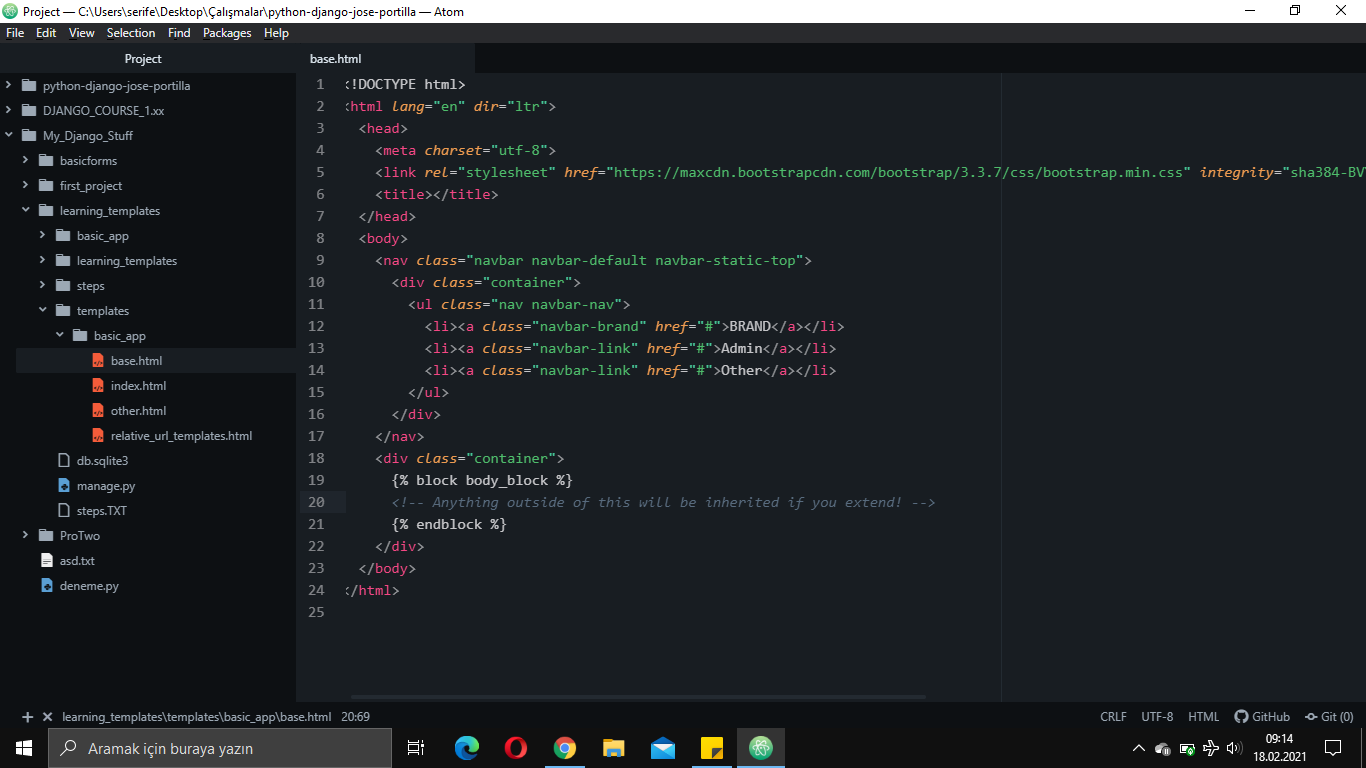 Project — C:\Users\serife\Desktop\Çalışmalar\python-django-jose-portilla — Atom
File Edit View Selection Find Packages Help
Project
python-django-jose-portilla
DJANGO_COURSE_1.xx
My_Django_Stuff
basicforms
first_project
learning_templates
basic_app
learning_templates
steps
templates
basic_app
base.html
index.html
other.html
relative_url_templates.html
db.sqlite3
manage.py
steps.TXT
ProTwo
asd.txt
deneme.py
base.html
1 <!DOCTYPE html>
2 <html lang="en" dir="ltr">
3 <head>
4 <meta charset="utf-8">
5 <link rel="stylesheet" href="https://maxcdn.bootstrapcdn.com/bootstrap/3.3.7/css/bootstrap.min.css" integrity="sha384-BV
6 <title></title>
7 </head>
8 <body>
9 <nav class="navbar navbar-default navbar-static-top">
10 <div class="container">
11 <ul class="nav navbar-nav">
12 <li><a class="navbar-brand" href="#">BRAND</a></li>
13 <li><a class="navbar-link" href="#">Admin</a></li>
14 <li><a class="navbar-link" href="#">Other</a></li>
15 </ul>
16 </div>
17 </nav>
18 <div class="container">
19 {% block body_block %}
20 <!-- Anything outside of this will be inherited if you extend! -->
21 {% endblock %}
22 </div>
23 </body>
24 </html>
25
learning_templates\templates\basic_app\base.html 20:69
CRLF UTF-8 HTML GitHub Git (0)
Aramak için buraya yazın
09:14
18.02.2021